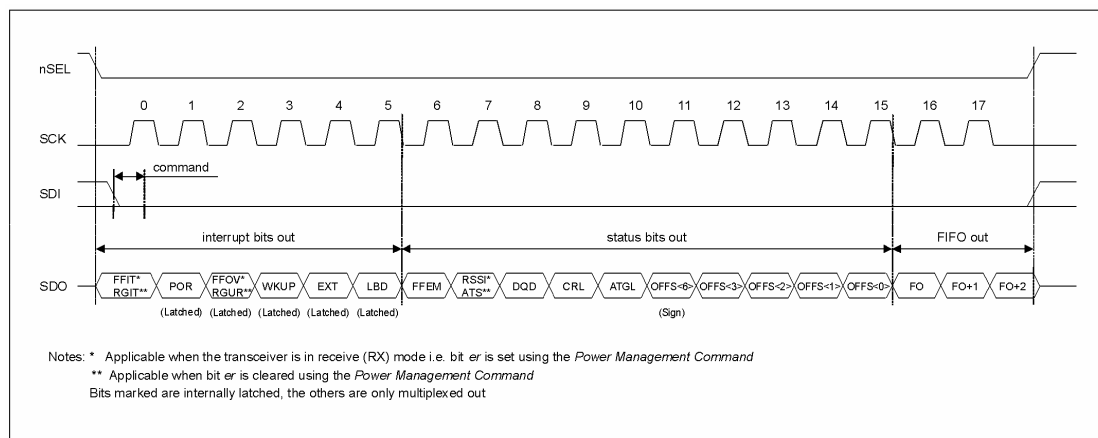 nSEL
0 1 2 3 4 5 6 7 8 9 10 11 12 13 14 15 16 17
SCK
command
SDI
interrupt bits out status bits out FIFO out
SDO
FFIT* RGIT** POR FFOV* RGUR** WKUP EXT LBD FFEM RSSI* ATS** DQD CRL ATGL OFFS<6> OFFS<3> OFFS<2> OFFS<1> OFFS<0> FO FO+1 FO+2
(Latched) (Latched) (Latched) (Latched) (Latched) (Sign)
Notes: * Applicable when the transceiver is in receive (RX) mode i.e. bit er is set using the Power Management Command
** Applicable when bit er is cleared using the Power Management Command
Bits marked are internally latched, the others are only multiplexed out